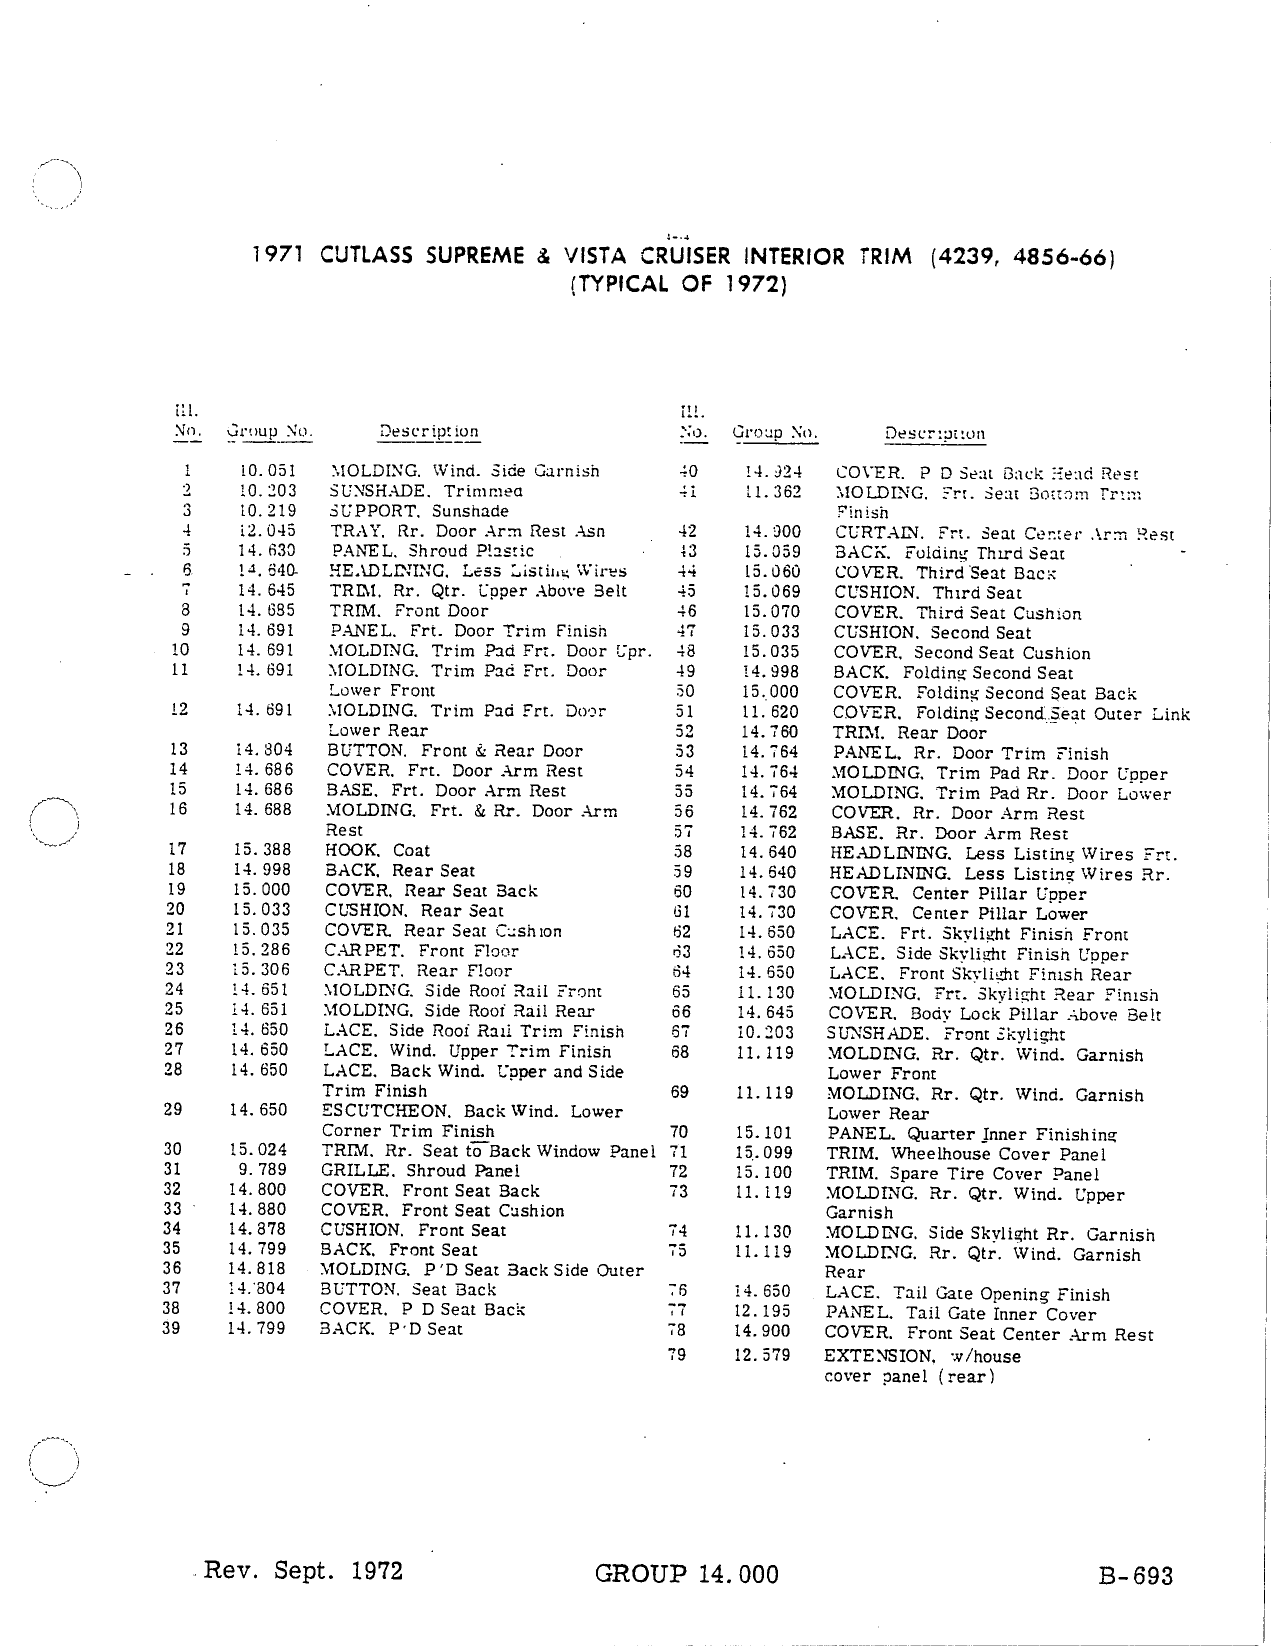 1971 CUTLASS SUPREME & VISTA CRUISER INTERIOR TRIM (4239, 4856-66)
(TYPICAL OF 1972)
Ill.
No. Group No. Description
1 10.051 MOLDING, Wind. Side Garnish
2 10.203 SUNSHADE, Trimmed
3 10.219 SUPPORT, Sunshade
4 12.045 TRAY, Rr. Door Arm Rest Asn
5 14.630 PANEL, Shroud Plastic
6 14.640 HEADLINING, Less Listing Wires
7 14.645 TRIM, Rr. Qtr. Upper Above Belt
8 14.685 TRIM, Front Door
9 14.691 PANEL, Frt. Door Trim Finish
10 14.691 MOLDING, Trim Pad Frt. Door Upr.
11 14.691 MOLDING, Trim Pad Frt. Door
Lower Front
12 14.691 MOLDING, Trim Pad Frt. Door
Lower Rear
13 14.804 BUTTON, Front & Rear Door
14 14.686 COVER, Frt. Door Arm Rest
15 14.686 BASE, Frt. Door Arm Rest
16 14.688 MOLDING, Frt. & Rr. Door Arm
Rest
17 15.388 HOOK, Coat
18 14.998 BACK, Rear Seat
19 15.000 COVER, Rear Seat Back
20 15.033 CUSHION, Rear Seat
21 15.035 COVER, Rear Seat Cushion
22 15.286 CARPET, Front Floor
23 15.306 CARPET, Rear Floor
24 14.651 MOLDING, Side Roof Rail Front
25 14.651 MOLDING, Side Roof Rail Rear
26 14.650 LACE, Side Roof Rail Trim Finish
27 14.650 LACE, Wind. Upper Trim Finish
28 14.650 LACE, Back Wind. Upper and Side
Trim Finish
29 14.650 ESCUTCHEON, Back Wind. Lower
Corner Trim Finish
30 15.024 TRIM, Rr. Seat to Back Window Panel
31 9.789 GRILLE, Shroud Panel
32 14.800 COVER, Front Seat Back
33 14.880 COVER, Front Seat Cushion
34 14.878 CUSHION, Front Seat
35 14.799 BACK, Front Seat
36 14.818 MOLDING, P'D Seat Back Side Outer
37 14.804 BUTTON, Seat Back
38 14.800 COVER, P D Seat Back
39 14.799 BACK, P'D Seat
Ill.
No. Group No. Description
40 14.924 COVER, P D Seat Back Head Rest
41 11.362 MOLDING, Frt. Seat Bottom Trim
Finish
42 14.900 CURTAIN, Frt. Seat Center Arm Rest
43 15.059 BACK, Folding Third Seat
44 15.060 COVER, Third Seat Back
45 15.069 CUSHION, Third Seat
46 15.070 COVER, Third Seat Cushion
47 15.033 CUSHION, Second Seat
48 15.035 COVER, Second Seat Cushion
49 14.998 BACK, Folding Second Seat
50 15.000 COVER, Folding Second Seat Back
51 11.620 COVER, Folding Second Seat Outer Link
52 14.760 TRIM, Rear Door
53 14.764 PANEL, Rr. Door Trim Finish
54 14.764 MOLDING, Trim Pad Rr. Door Upper
55 14.764 MOLDING, Trim Pad Rr. Door Lower
56 14.762 COVER, Rr. Door Arm Rest
57 14.762 BASE, Rr. Door Arm Rest
58 14.640 HEADLINING, Less Listing Wires Frt.
59 14.640 HEADLINING, Less Listing Wires Rr.
60 14.730 COVER, Center Pillar Upper
61 14.730 COVER, Center Pillar Lower
62 14.650 LACE, Frt. Skylight Finish Front
63 14.650 LACE, Side Skylight Finish Upper
64 14.650 LACE, Front Skylight Finish Rear
65 11.130 MOLDING, Frt. Skylight Rear Finish
66 14.645 COVER, Body Lock Pillar Above Belt
67 10.203 SUNSHADE, Front Skylight
68 11.119 MOLDING, Rr. Qtr. Wind. Garnish
Lower Front
69 11.119 MOLDING, Rr. Qtr. Wind. Garnish
Lower Rear
70 15.101 PANEL, Quarter Inner Finishing
71 15.099 TRIM, Wheelhouse Cover Panel
72 15.100 TRIM, Spare Tire Cover Panel
73 11.119 MOLDING, Rr. Qtr. Wind. Upper
Garnish
74 11.130 MOLDING, Side Skylight Rr. Garnish
75 11.119 MOLDING, Rr. Qtr. Wind. Garnish
Rear
76 14.650 LACE, Tail Gate Opening Finish
77 12.195 PANEL, Tail Gate Inner Cover
78 14.900 COVER, Front Seat Center Arm Rest
79 12.579 EXTENSION, w/house
cover panel (rear)
Rev. Sept. 1972 GROUP 14.000 B-693